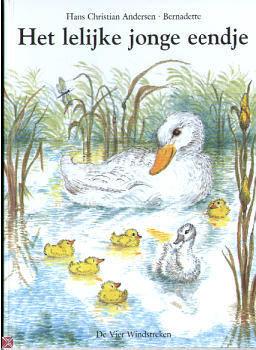 Hans Christian Andersen · Bernadette
Het lelijke jonge eendje
De Vier Windstreken